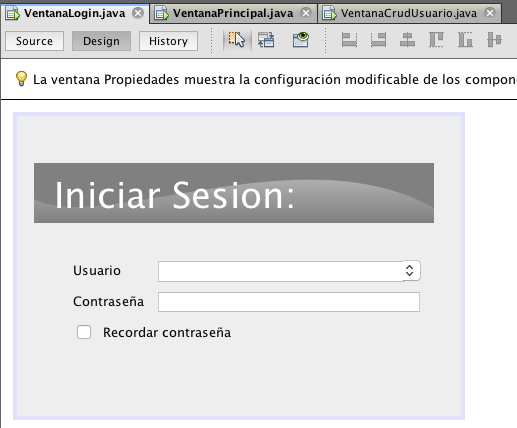 VentanaLogin.java VentanaPrincipal.java VentanaCrudUsuario.java
Source Design History
La ventana Propiedades muestra la configuración modificable de los compon
Iniciar Sesion:
Usuario
Contraseña
Recordar contraseña